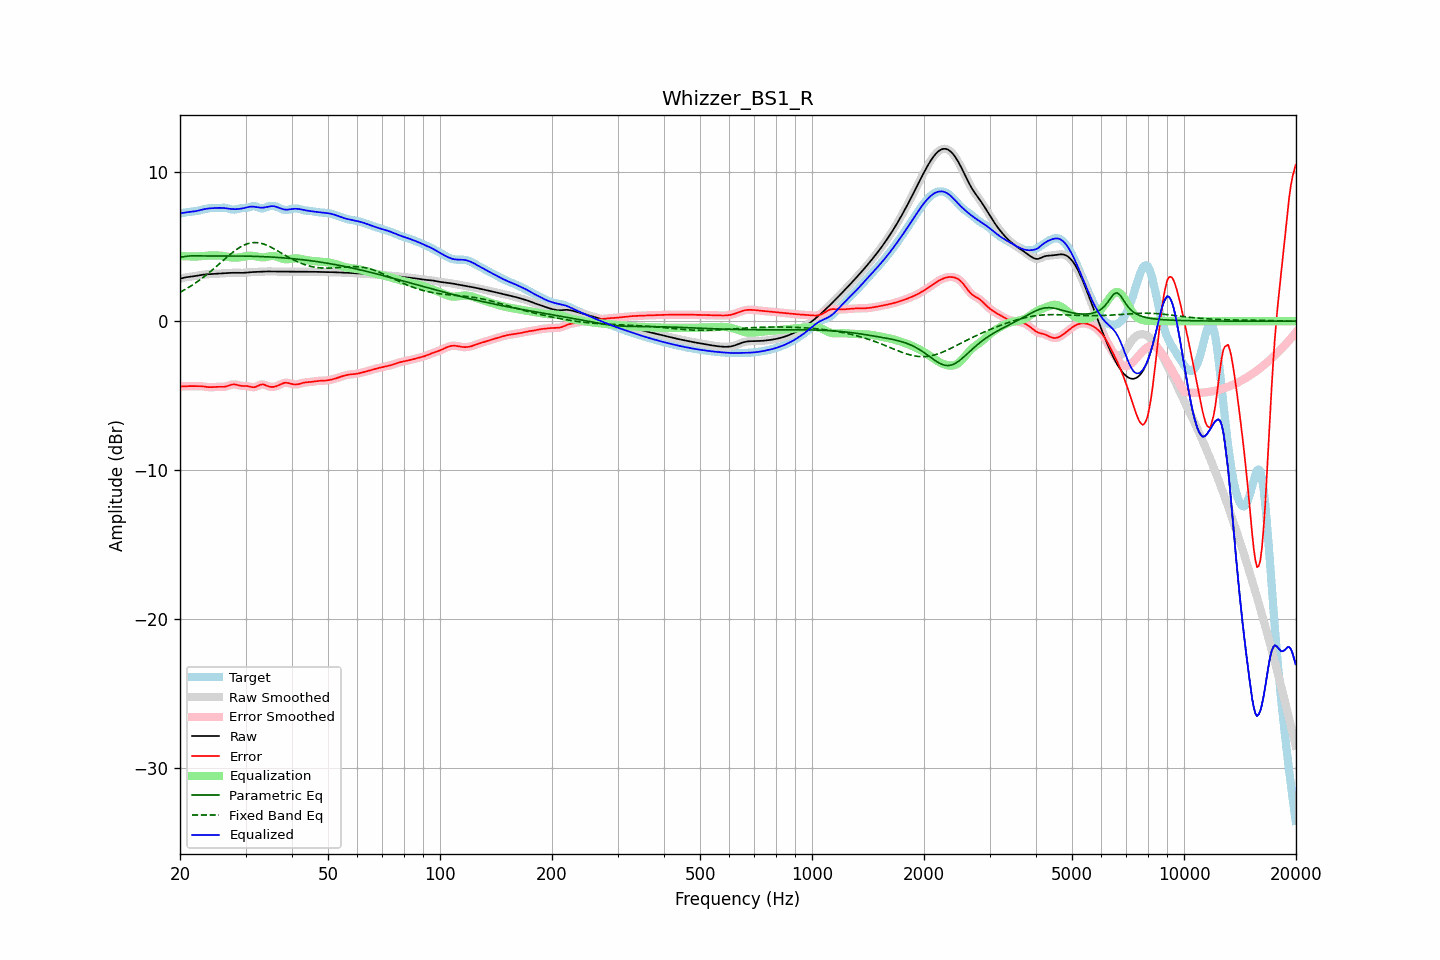 Whizzer_BS1_R
Amplitude (dBr)
10
0
−10
−20
−30
Target
Raw Smoothed
Error Smoothed
Raw
Error
Equalization
Parametric Eq
Fixed Band Eq
Equalized
20 50 100 200 500 1000 2000 5000 10000 20000
Frequency (Hz)